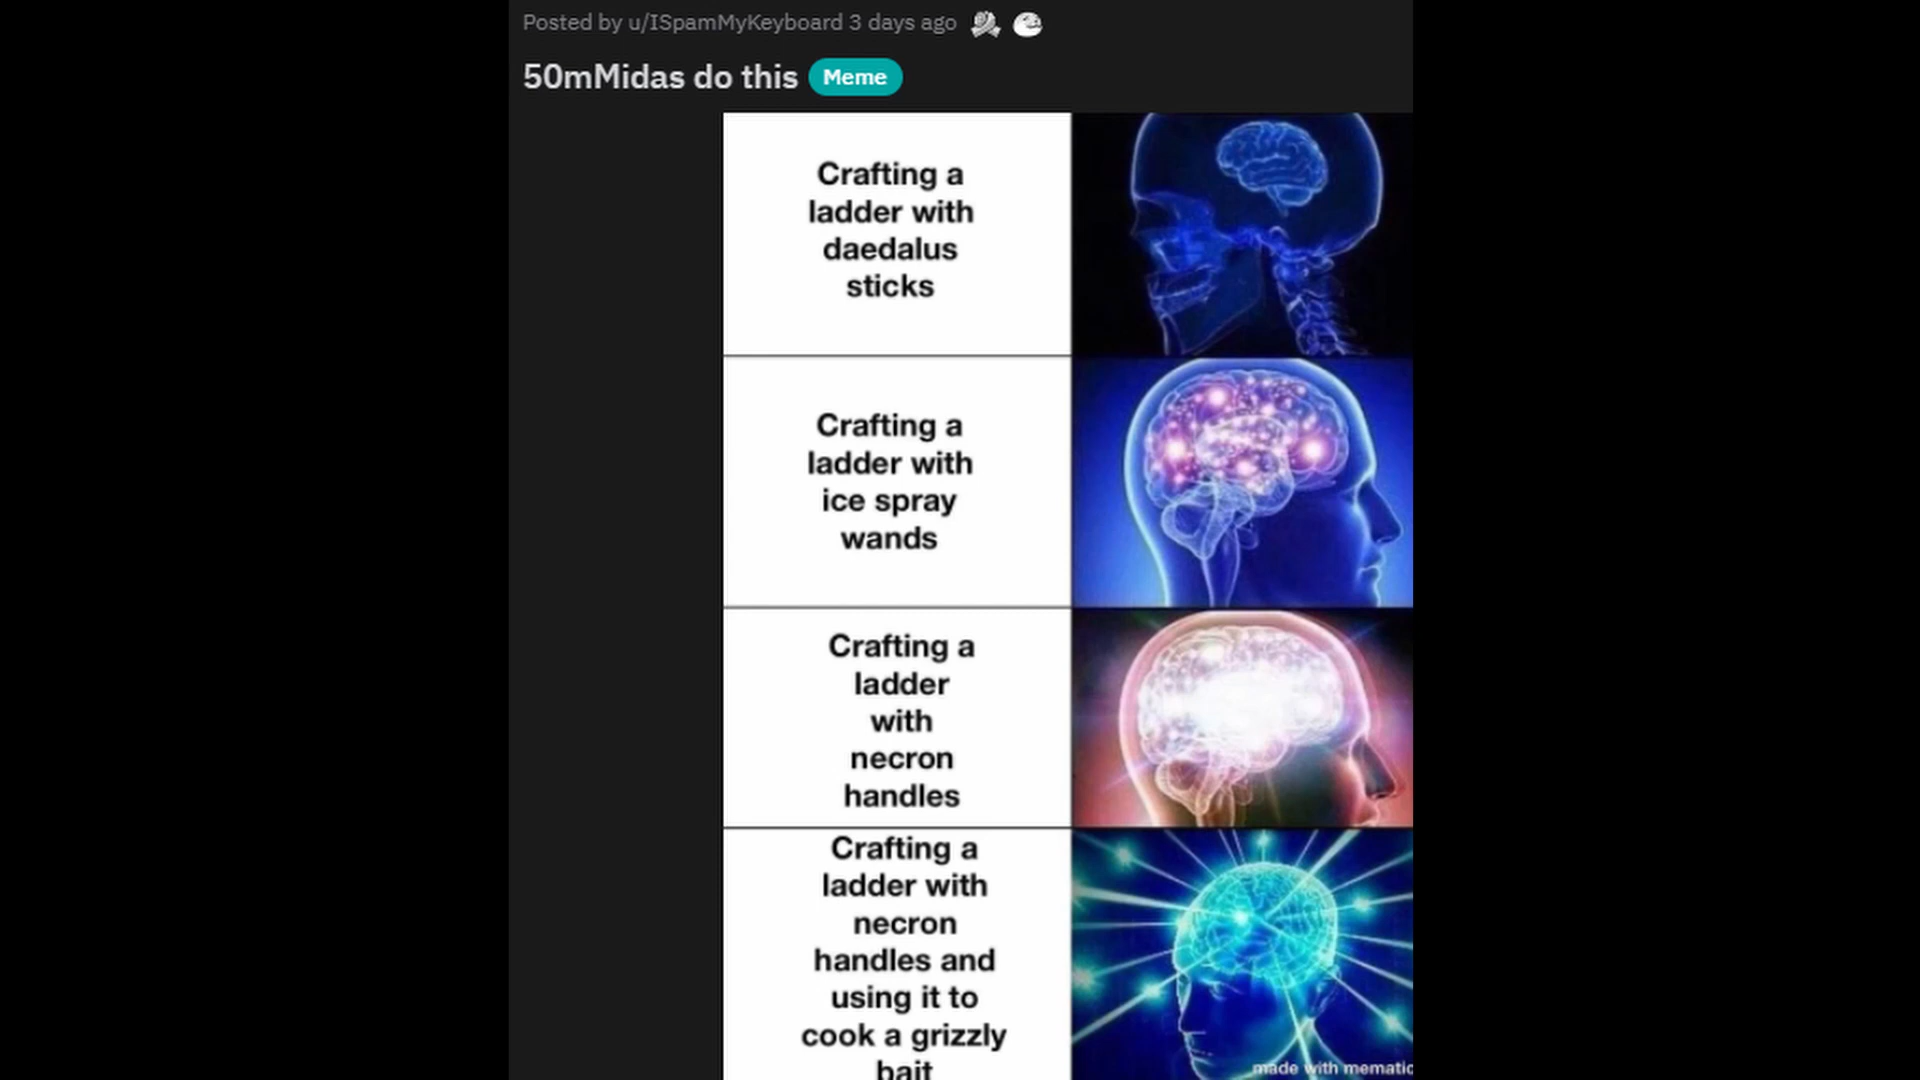 Posted by u/ISpamMyKeyboard 3 days ago
50mMidas do this Meme
Crafting a
ladder with
daedalus
sticks
Crafting a
ladder with
ice spray
wands
Crafting a
ladder
with
necron
handles
Crafting a
ladder with
necron
handles and
using it to
cook a grizzly
bait
made with mematic